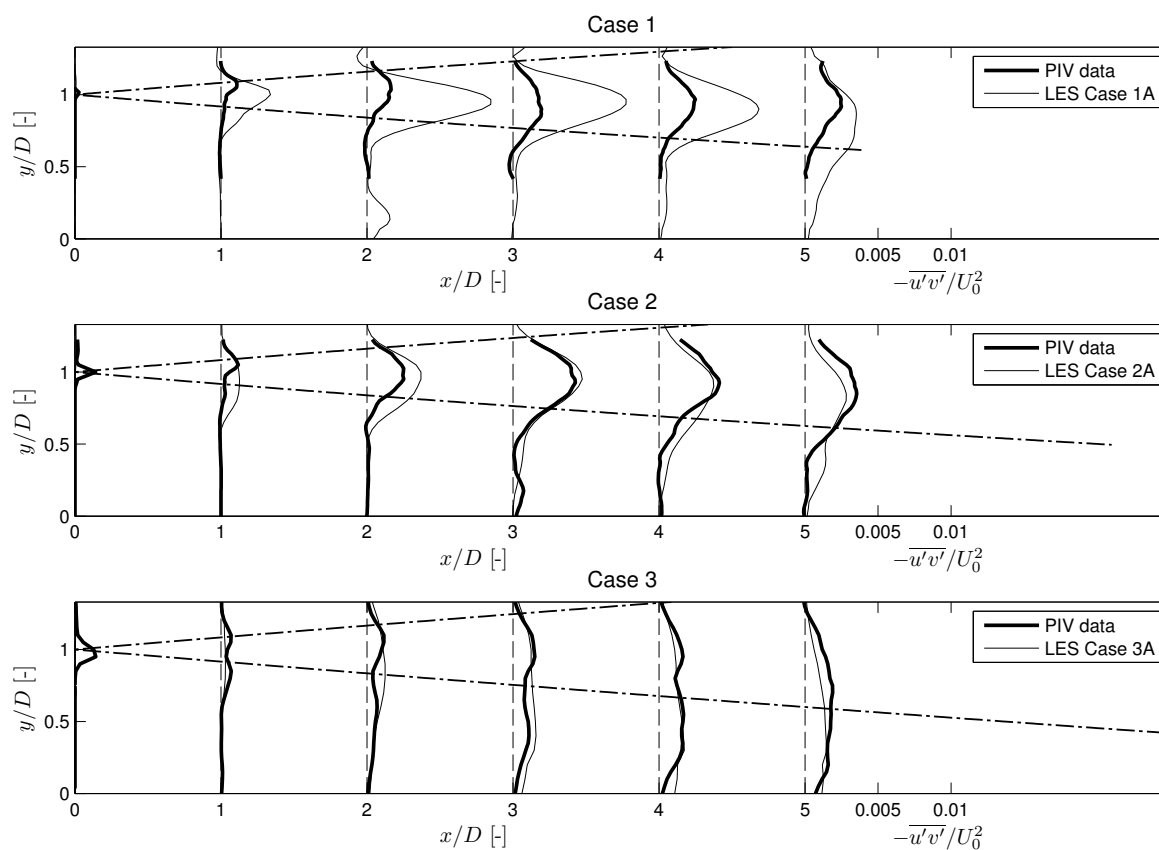 Case 1
y/D [-]
1
0.5
0
PIV data
LES Case 1A
0 1 2 3 4 5 0.005 0.01
x/D [-] −u′v′/U₀²
Case 2
y/D [-]
1
0.5
0
PIV data
LES Case 2A
0 1 2 3 4 5 0.005 0.01
x/D [-] −u′v′/U₀²
Case 3
y/D [-]
1
0.5
0
PIV data
LES Case 3A
0 1 2 3 4 5 0.005 0.01
x/D [-] −u′v′/U₀²